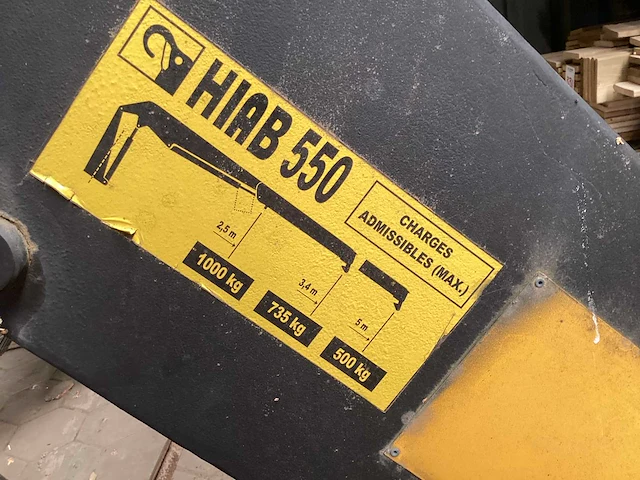 HIAB 550
CHARGES
ADMISSIBLES (MAX.)
2,5 m
3,4 m
5 m
1000 kg
735 kg
500 kg